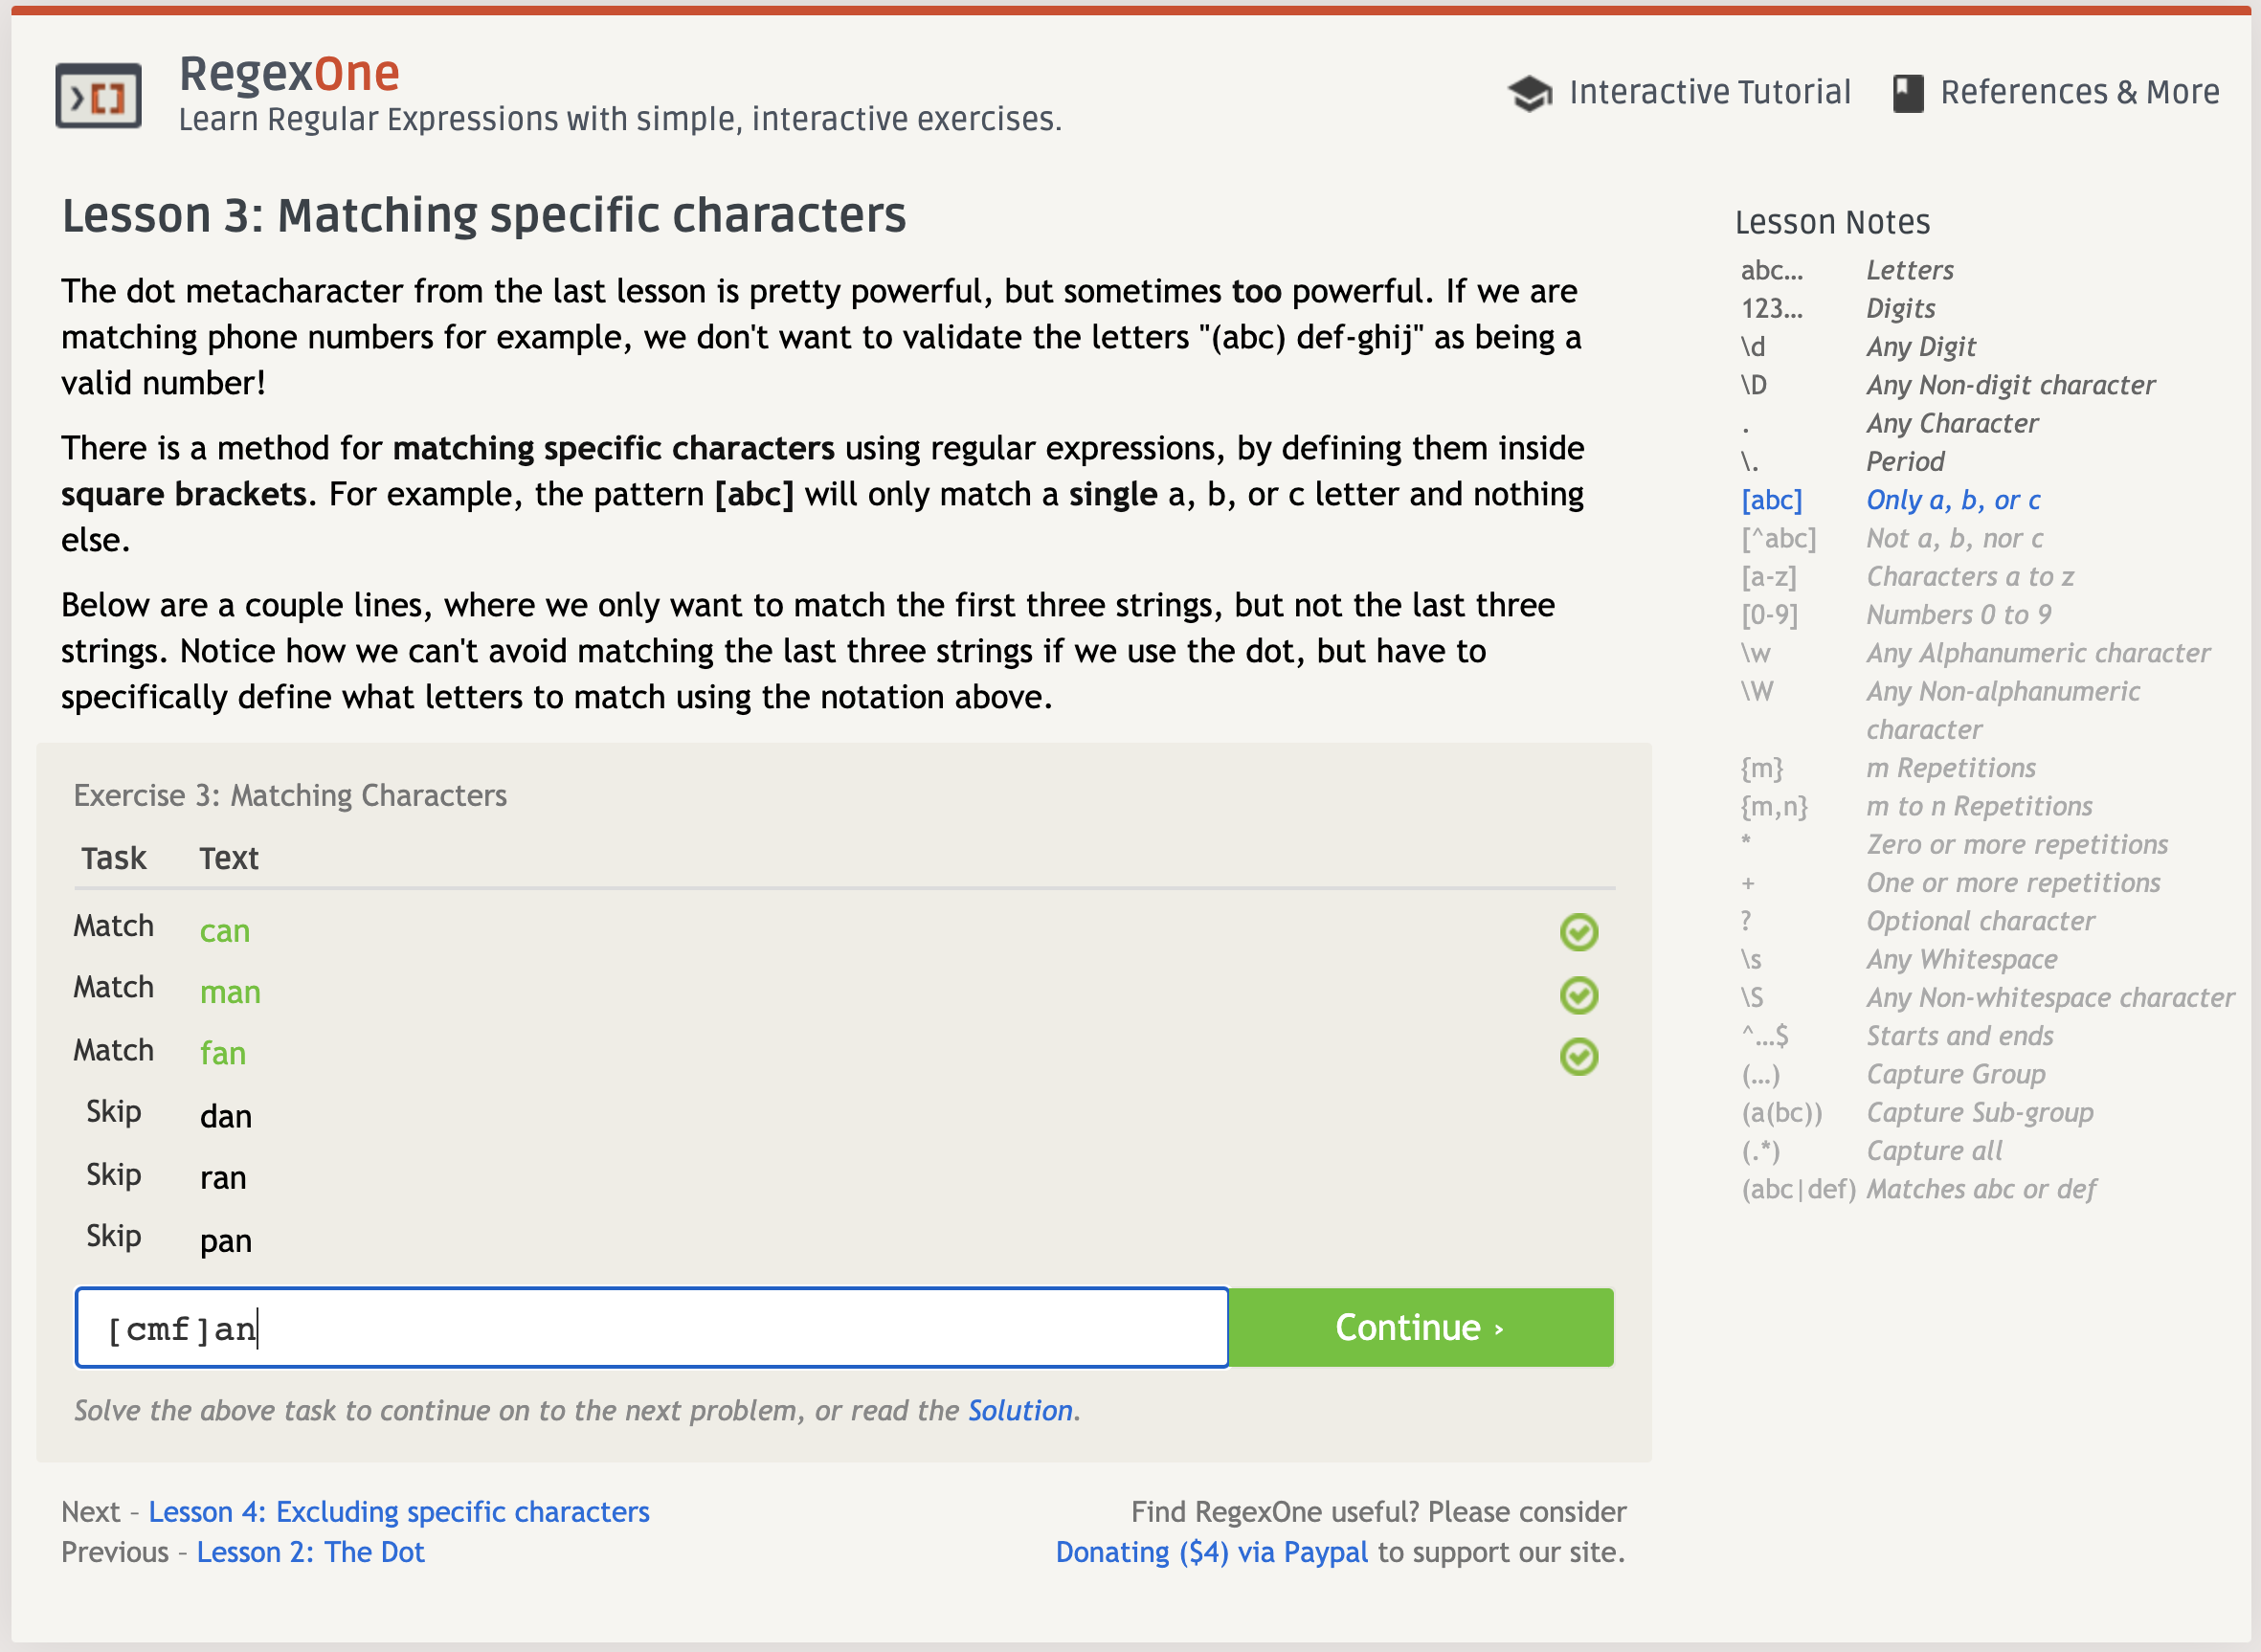 RegexOne
Learn Regular Expressions with simple, interactive exercises.
Interactive Tutorial
References & More
Lesson 3: Matching specific characters
The dot metacharacter from the last lesson is pretty powerful, but sometimes too powerful. If we are
matching phone numbers for example, we don't want to validate the letters "(abc) def-ghij" as being a
valid number!
There is a method for matching specific characters using regular expressions, by defining them inside
square brackets. For example, the pattern [abc] will only match a single a, b, or c letter and nothing
else.
Below are a couple lines, where we only want to match the first three strings, but not the last three
strings. Notice how we can't avoid matching the last three strings if we use the dot, but have to
specifically define what letters to match using the notation above.
Exercise 3: Matching Characters
Task Text
Match can
Match man
Match fan
Skip dan
Skip ran
Skip pan
[cmf]an
Continue ›
Solve the above task to continue on to the next problem, or read the Solution.
Next – Lesson 4: Excluding specific characters
Previous – Lesson 2: The Dot
Find RegexOne useful? Please consider
Donating ($4) via Paypal to support our site.
Lesson Notes
abc… Letters
123… Digits
\d Any Digit
\D Any Non-digit character
. Any Character
\. Period
[abc] Only a, b, or c
[^abc] Not a, b, nor c
[a-z] Characters a to z
[0-9] Numbers 0 to 9
\w Any Alphanumeric character
\W Any Non-alphanumeric
character
{m} m Repetitions
{m,n} m to n Repetitions
* Zero or more repetitions
+ One or more repetitions
? Optional character
\s Any Whitespace
\S Any Non-whitespace character
^…$ Starts and ends
(…) Capture Group
(a(bc)) Capture Sub-group
(.*) Capture all
(abc|def) Matches abc or def